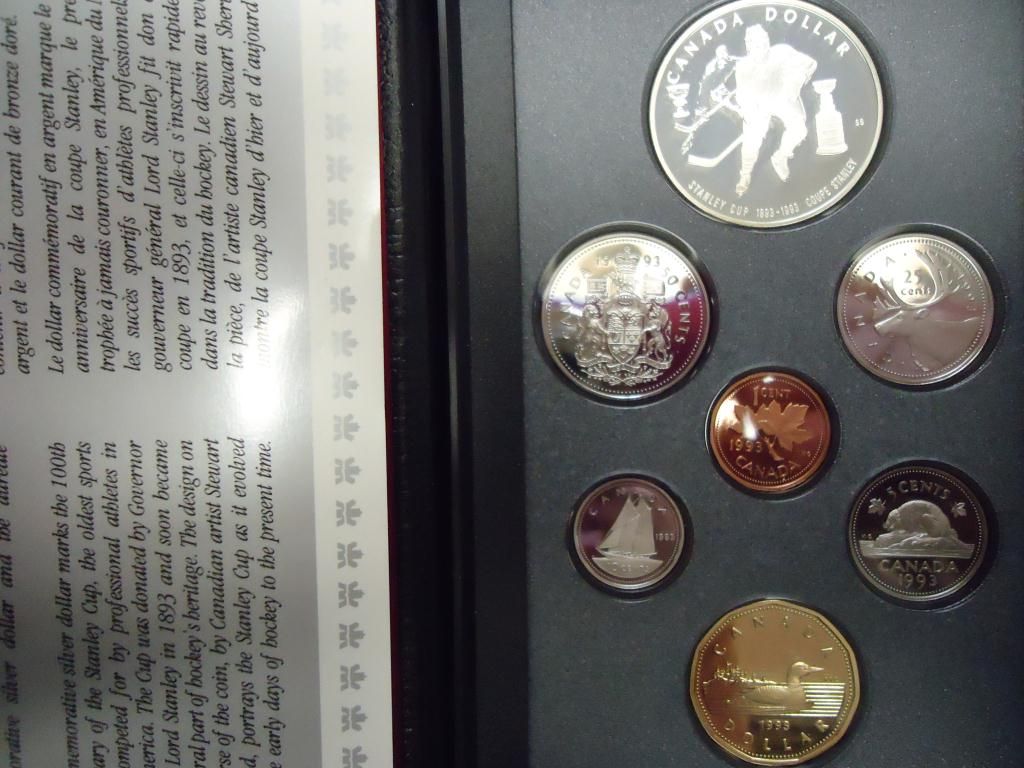 argent et le dollar courant de bronze doré.
Le dollar commémoratif en argent marque le
anniversaire de la coupe Stanley, le
trophée à jamais couronner, en Amérique du
les succès sportifs d'athlètes professionnels
gouverneur général Lord Stanley fit don
coupe en 1893, et celle-ci s'inscrivit
dans la tradition du hockey. Le dessin au
la pièce, de l'artiste canadien Stewart
montre la coupe Stanley d'hier et d'aujourd
silver dollar and the aureate
memorative silver dollar marks the 100th
ary of the Stanley Cup, the oldest sports
ompeted for by professional athletes in
merica. The Cup was donated by Governor
Lord Stanley in 1893 and soon became
ral part of hockey's heritage. The design on
rse of the coin, by Canadian artist Stewart
d, portrays the Stanley Cup as it evolved
e early days of hockey to the present time.
CANADA DOLLAR
SS
STANLEY CUP 1893-1993 COUPE STANLEY
1993
CANADA 50 CENTS
CANADA
25
cents
1 CENT
1993
CANADA
CANADA
1993
10 CENTS
5 CENTS
CANADA
1993
CANADA
1993
DOLLAR